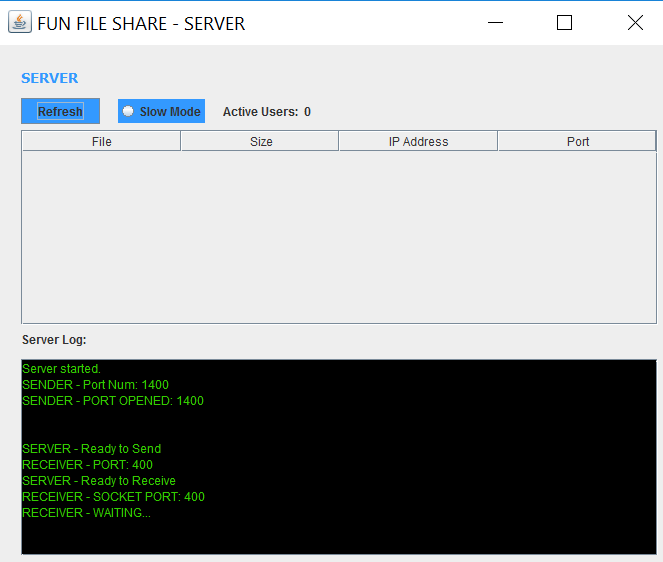 FUN FILE SHARE - SERVER
SERVER
Refresh Slow Mode Active Users: 0
File Size IP Address Port
Server Log:
Server started.
SENDER - Port Num: 1400
SENDER - PORT OPENED: 1400
SERVER - Ready to Send
RECEIVER - PORT: 400
SERVER - Ready to Receive
RECEIVER - SOCKET PORT: 400
RECEIVER - WAITING...